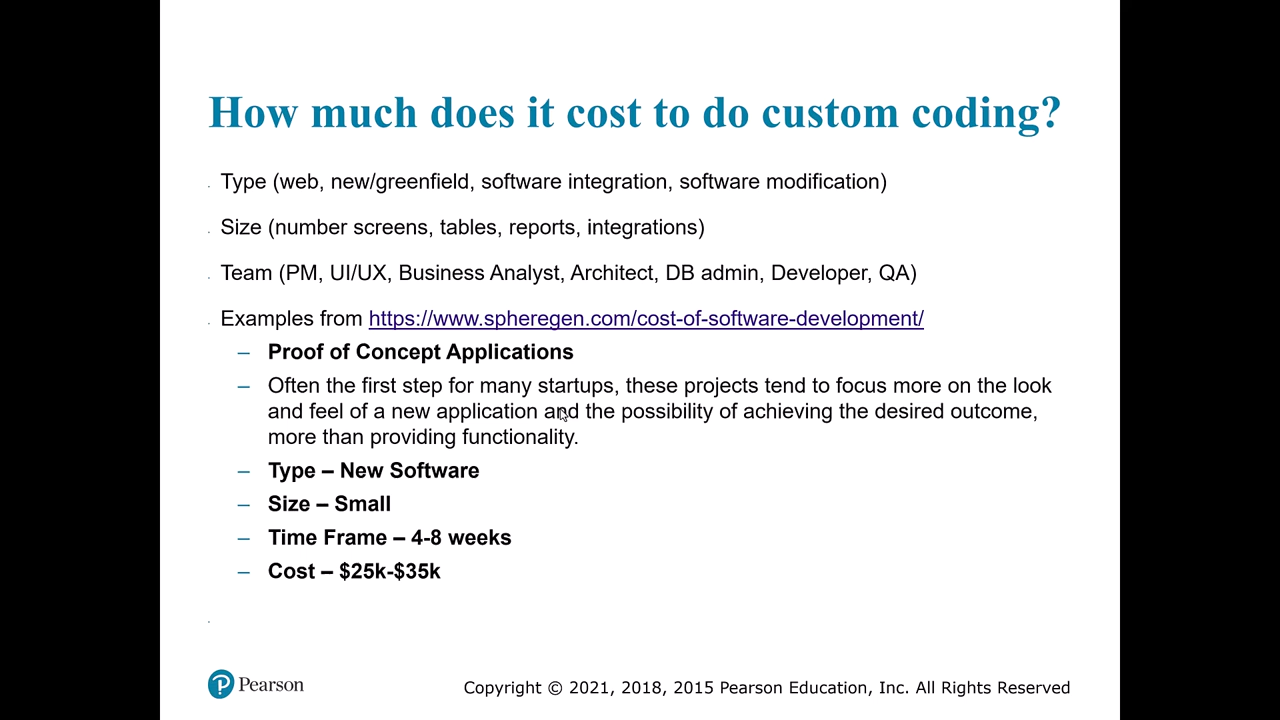 How much does it cost to do custom coding?
Type (web, new/greenfield, software integration, software modification)
Size (number screens, tables, reports, integrations)
Team (PM, UI/UX, Business Analyst, Architect, DB admin, Developer, QA)
Examples from https://www.spheregen.com/cost-of-software-development/
– Proof of Concept Applications
– Often the first step for many startups, these projects tend to focus more on the look
and feel of a new application and the possibility of achieving the desired outcome,
more than providing functionality.
– Type – New Software
– Size – Small
– Time Frame – 4-8 weeks
– Cost – $25k-$35k
Pearson
Copyright © 2021, 2018, 2015 Pearson Education, Inc. All Rights Reserved